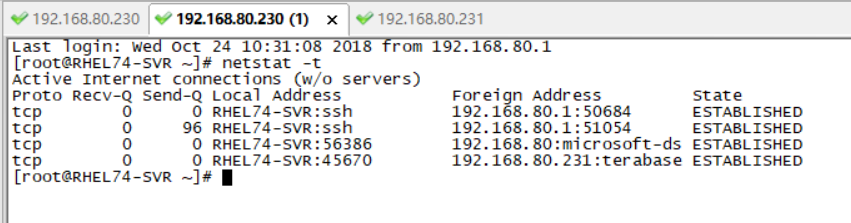 192.168.80.230 192.168.80.230 (1) × 192.168.80.231
Last login: Wed Oct 24 10:31:08 2018 from 192.168.80.1
[root@RHEL74-SVR ~]# netstat -t
Active Internet connections (w/o servers)
Proto Recv-Q Send-Q Local Address           Foreign Address         State
tcp        0      0 RHEL74-SVR:ssh          192.168.80.1:50684      ESTABLISHED
tcp        0     96 RHEL74-SVR:ssh          192.168.80.1:51054      ESTABLISHED
tcp        0      0 RHEL74-SVR:56386        192.168.80:microsoft-ds ESTABLISHED
tcp        0      0 RHEL74-SVR:45670        192.168.80.231:terabase ESTABLISHED
[root@RHEL74-SVR ~]#